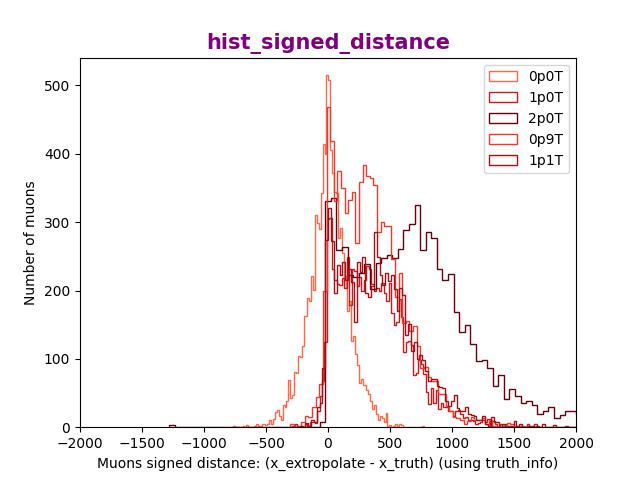 hist_signed_distance
500
400
300
200
100
0
Number of muons
0p0T
1p0T
2p0T
0p9T
1p1T
−2000 −1500 −1000 −500 0 500 1000 1500 2000
Muons signed distance: (x_extropolate - x_truth) (using truth_info)